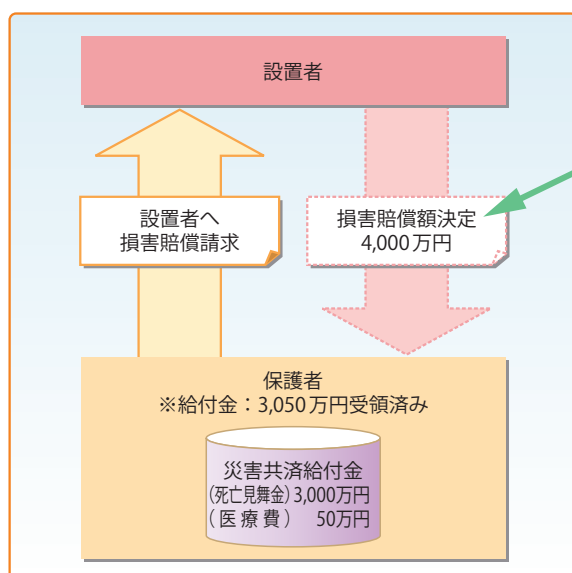 設置者
設置者へ
損害賠償請求
損害賠償額決定
4,000万円
保護者
※給付金：3,050万円受領済み
災害共済給付金
(死亡見舞金)3,000万円
(医療費) 50万円